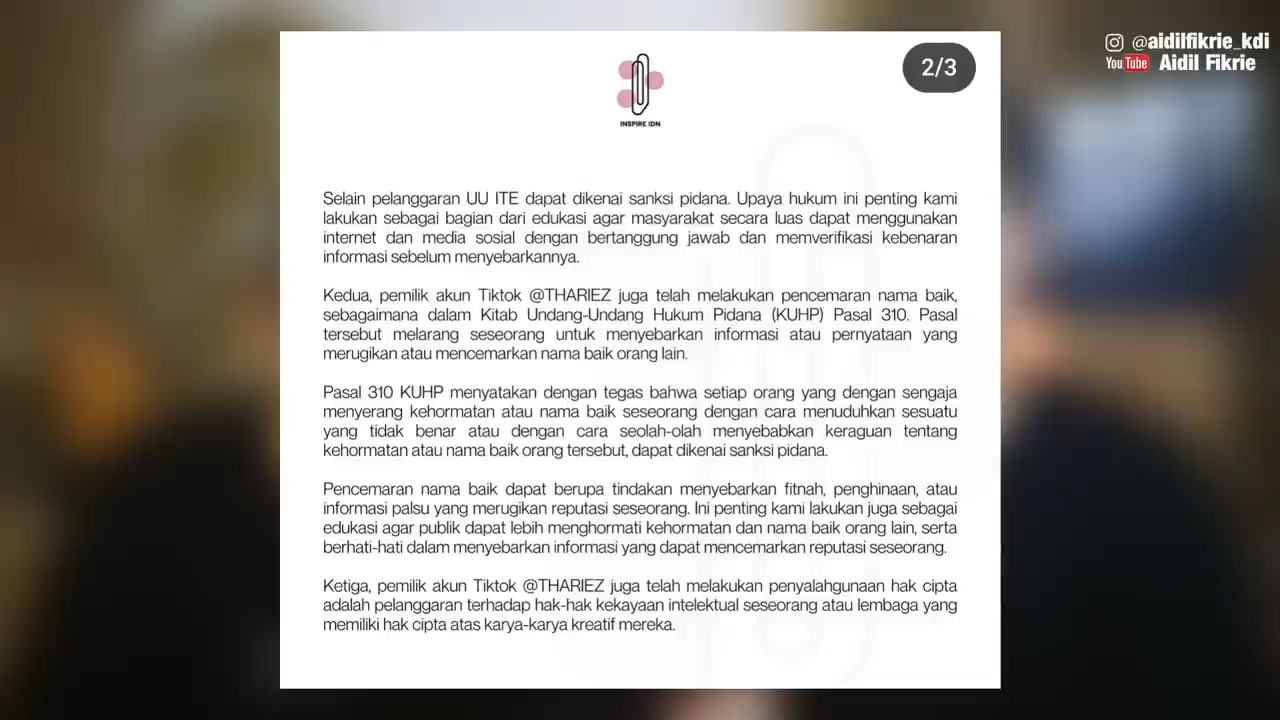 @aidilfikrie_kdi
YouTube Aidil Fikrie
2/3
INSPIRE IDN
Selain pelanggaran UU ITE dapat dikenai sanksi pidana. Upaya hukum ini penting kami
lakukan sebagai bagian dari edukasi agar masyarakat secara luas dapat menggunakan
internet dan media sosial dengan bertanggung jawab dan memverifikasi kebenaran
informasi sebelum menyebarkannya.
Kedua, pemilik akun Tiktok @THARIEZ juga telah melakukan pencemaran nama baik,
sebagaimana dalam Kitab Undang-Undang Hukum Pidana (KUHP) Pasal 310. Pasal
tersebut melarang seseorang untuk menyebarkan informasi atau pernyataan yang
merugikan atau mencemarkan nama baik orang lain.
Pasal 310 KUHP menyatakan dengan tegas bahwa setiap orang yang dengan sengaja
menyerang kehormatan atau nama baik seseorang dengan cara menuduhkan sesuatu
yang tidak benar atau dengan cara seolah-olah menyebabkan keraguan tentang
kehormatan atau nama baik orang tersebut, dapat dikenai sanksi pidana.
Pencemaran nama baik dapat berupa tindakan menyebarkan fitnah, penghinaan, atau
informasi palsu yang merugikan reputasi seseorang. Ini penting kami lakukan juga sebagai
edukasi agar publik dapat lebih menghormati kehormatan dan nama baik orang lain, serta
berhati-hati dalam menyebarkan informasi yang dapat mencemarkan reputasi seseorang.
Ketiga, pemilik akun Tiktok @THARIEZ juga telah melakukan penyalahgunaan hak cipta
adalah pelanggaran terhadap hak-hak kekayaan intelektual seseorang atau lembaga yang
memiliki hak cipta atas karya-karya kreatif mereka.